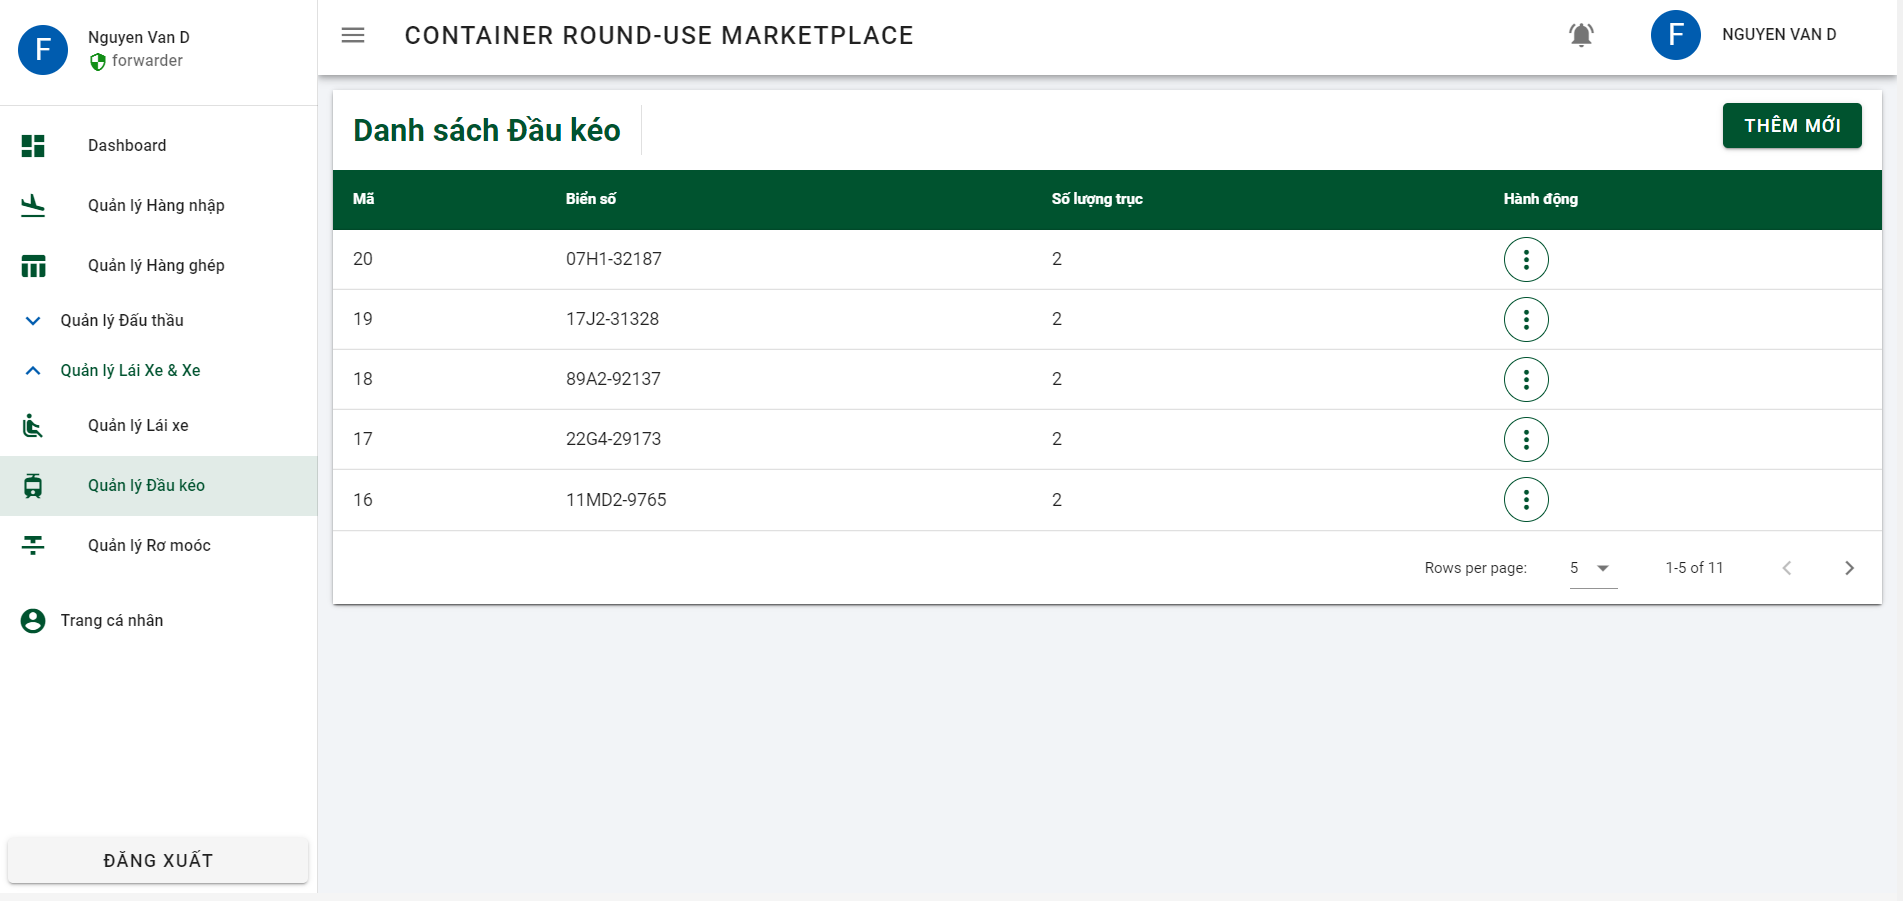 F
Nguyen Van D
forwarder
Dashboard
Quản lý Hàng nhập
Quản lý Hàng ghép
Quản lý Đấu thầu
Quản lý Lái Xe & Xe
Quản lý Lái xe
Quản lý Đầu kéo
Quản lý Rơ moóc
Trang cá nhân
ĐĂNG XUẤT
CONTAINER ROUND-USE MARKETPLACE
F
NGUYEN VAN D
Danh sách Đầu kéo
THÊM MỚI
Mã Biển số Số lượng trục Hành động
20 07H1-32187 2
19 17J2-31328 2
18 89A2-92137 2
17 22G4-29173 2
16 11MD2-9765 2
Rows per page: 5 1-5 of 11